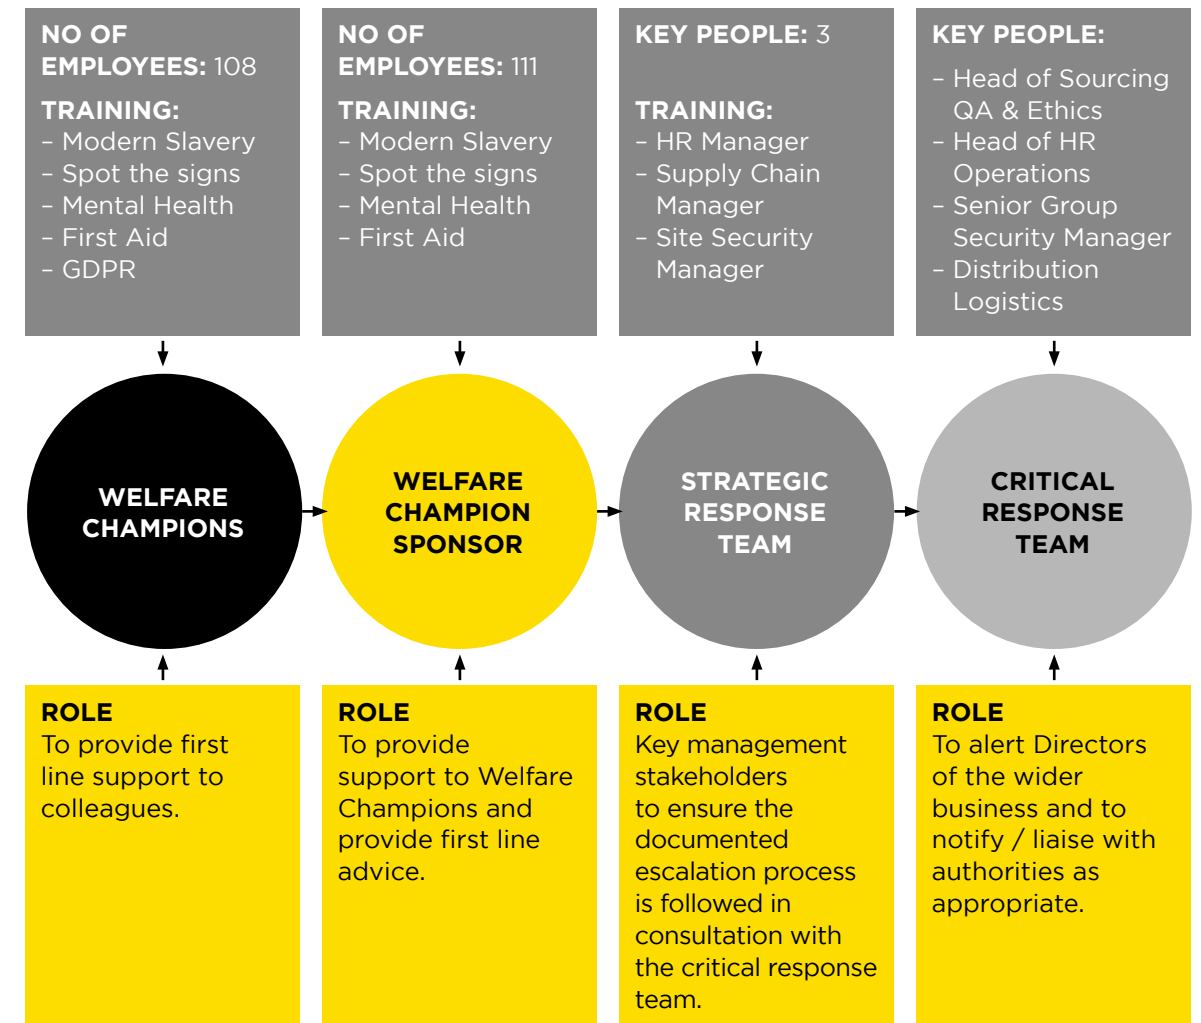 NO OF
EMPLOYEES: 108
TRAINING:
– Modern Slavery
– Spot the signs
– Mental Health
– First Aid
– GDPR
NO OF
EMPLOYEES: 111
TRAINING:
– Modern Slavery
– Spot the signs
– Mental Health
– First Aid
KEY PEOPLE: 3
TRAINING:
– HR Manager
– Supply Chain
Manager
– Site Security
Manager
KEY PEOPLE:
– Head of Sourcing
QA & Ethics
– Head of HR
Operations
– Senior Group
Security Manager
– Distribution
Logistics
WELFARE
CHAMPIONS
WELFARE
CHAMPION
SPONSOR
STRATEGIC
RESPONSE
TEAM
CRITICAL
RESPONSE
TEAM
ROLE
To provide first
line support to
colleagues.
ROLE
To provide
support to Welfare
Champions and
provide first line
advice.
ROLE
Key management
stakeholders
to ensure the
documented
escalation process
is followed in
consultation with
the critical response
team.
ROLE
To alert Directors
of the wider
business and to
notify / liaise with
authorities as
appropriate.